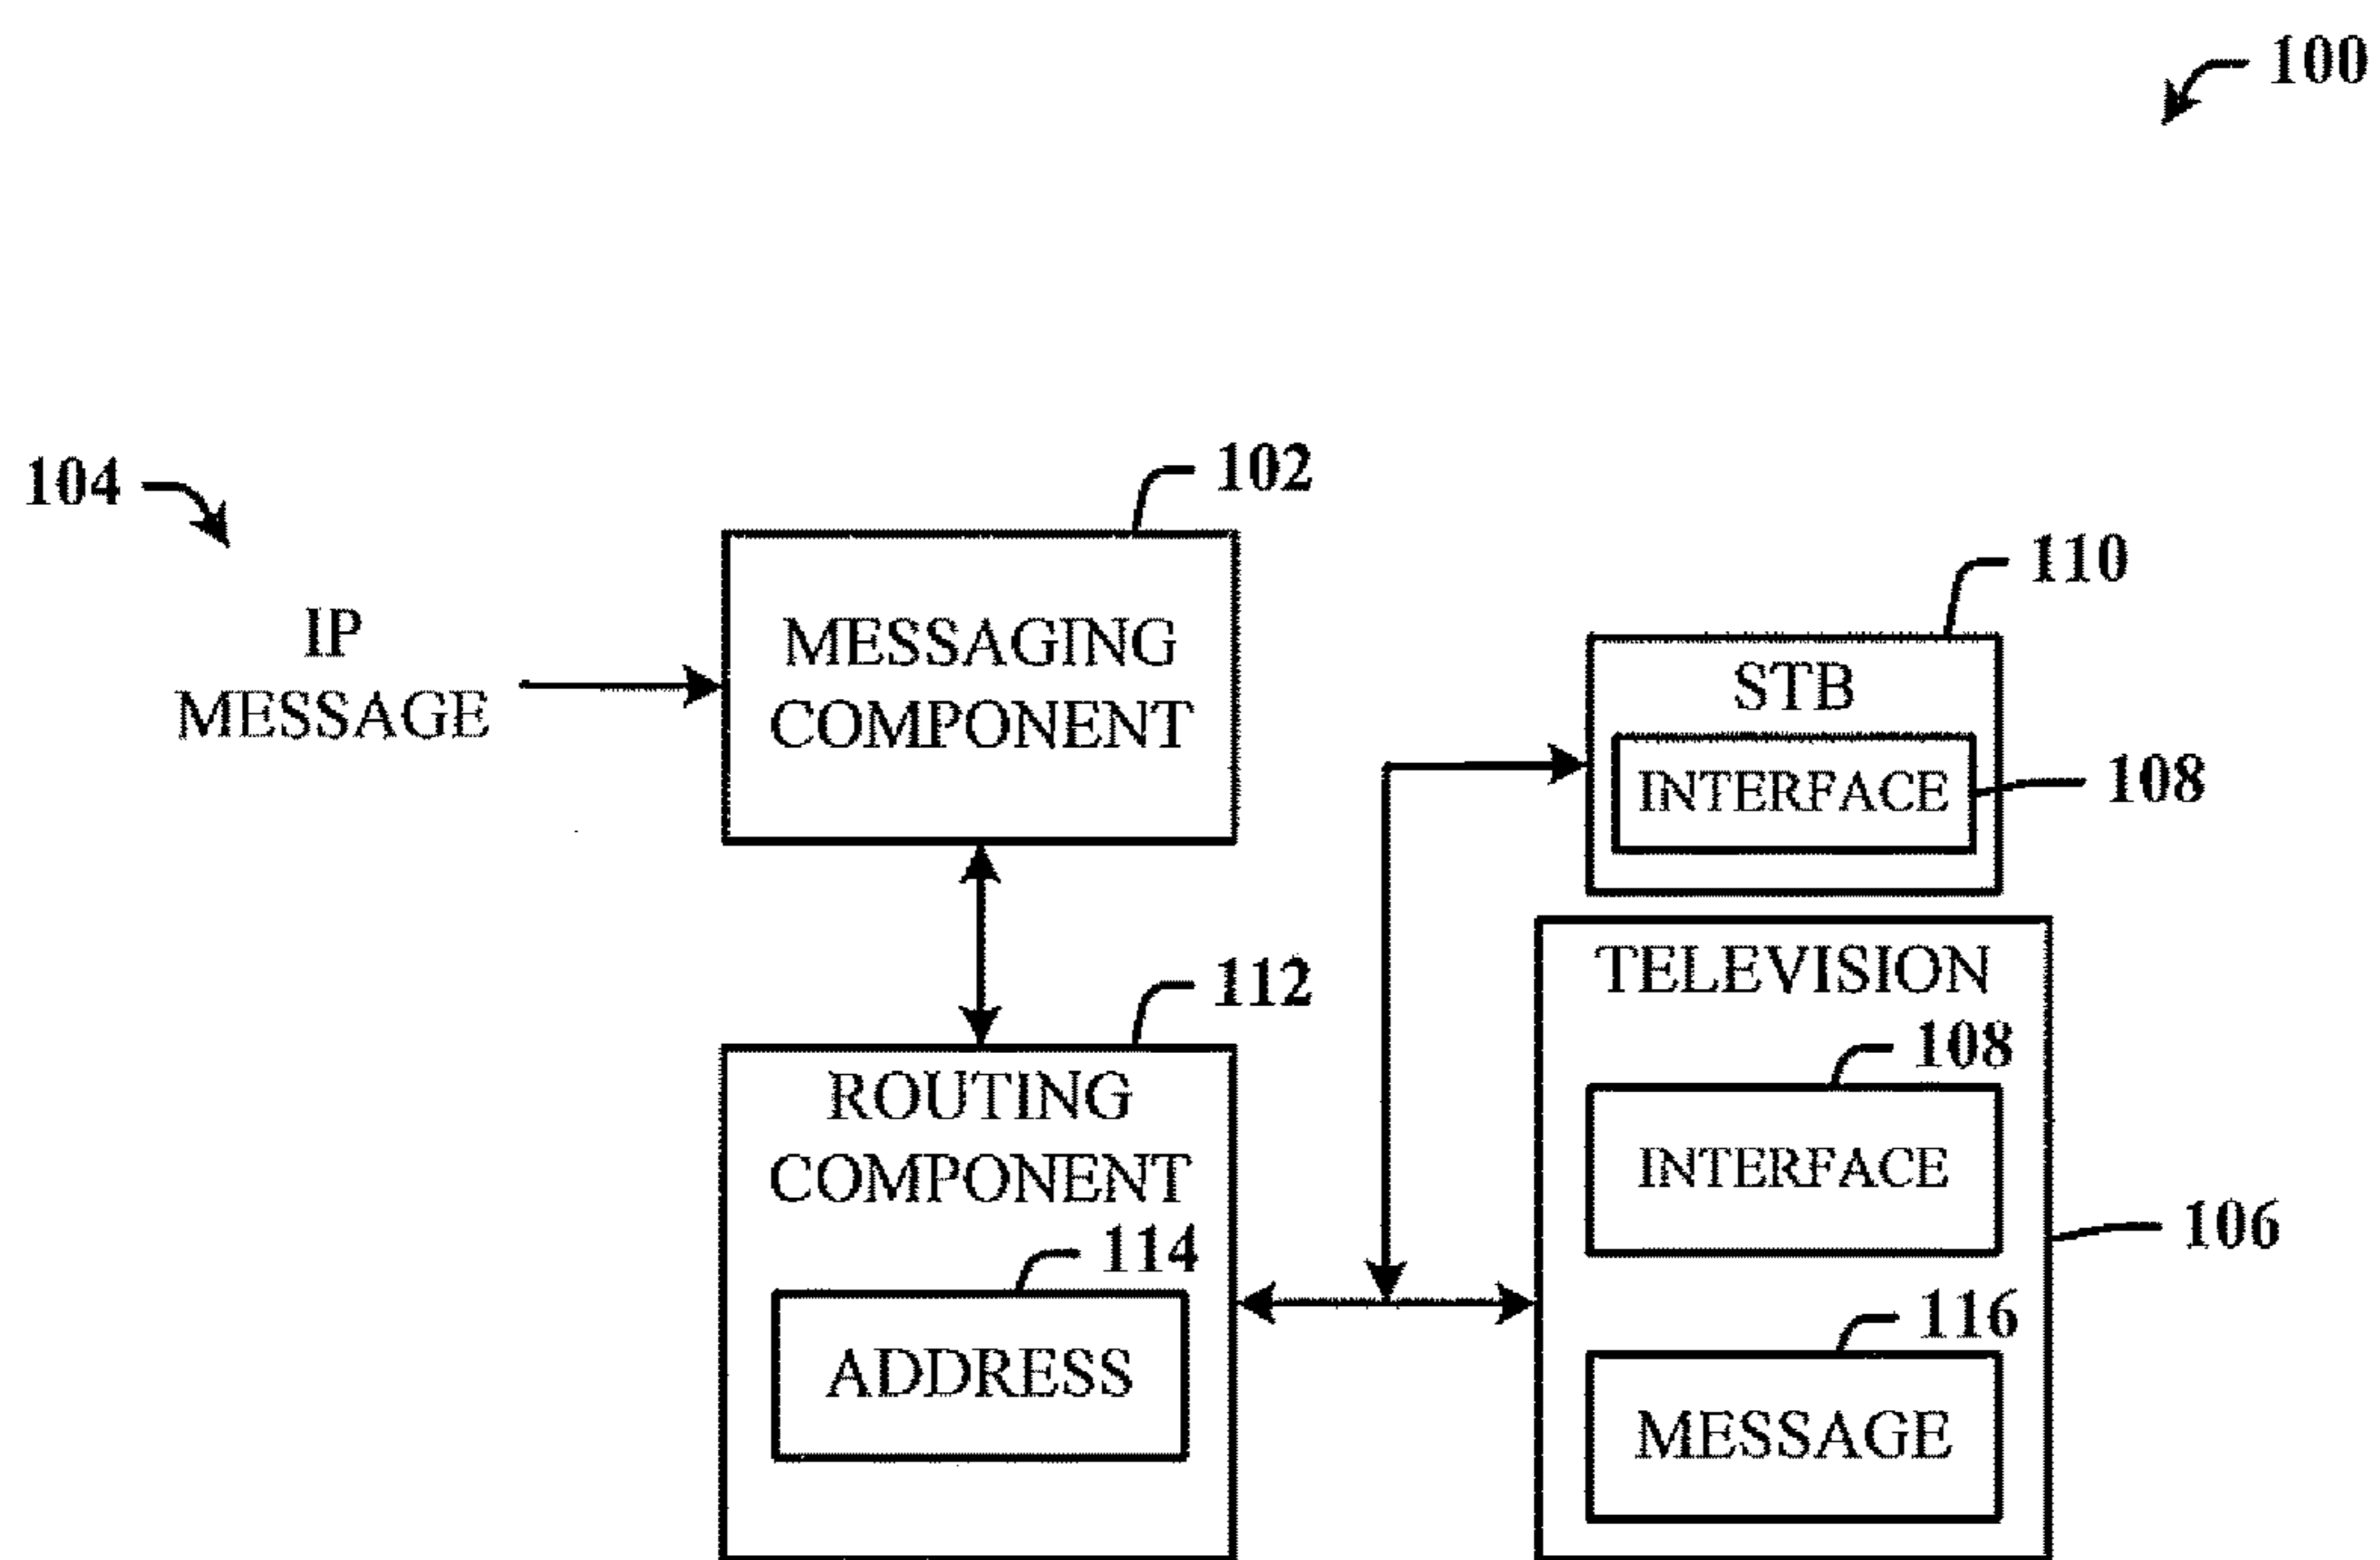 100
104
102
IP
MESSAGE
MESSAGING
COMPONENT
110
STB
INTERFACE
108
112
ROUTING
COMPONENT
114
ADDRESS
TELEVISION
108
INTERFACE
106
116
MESSAGE